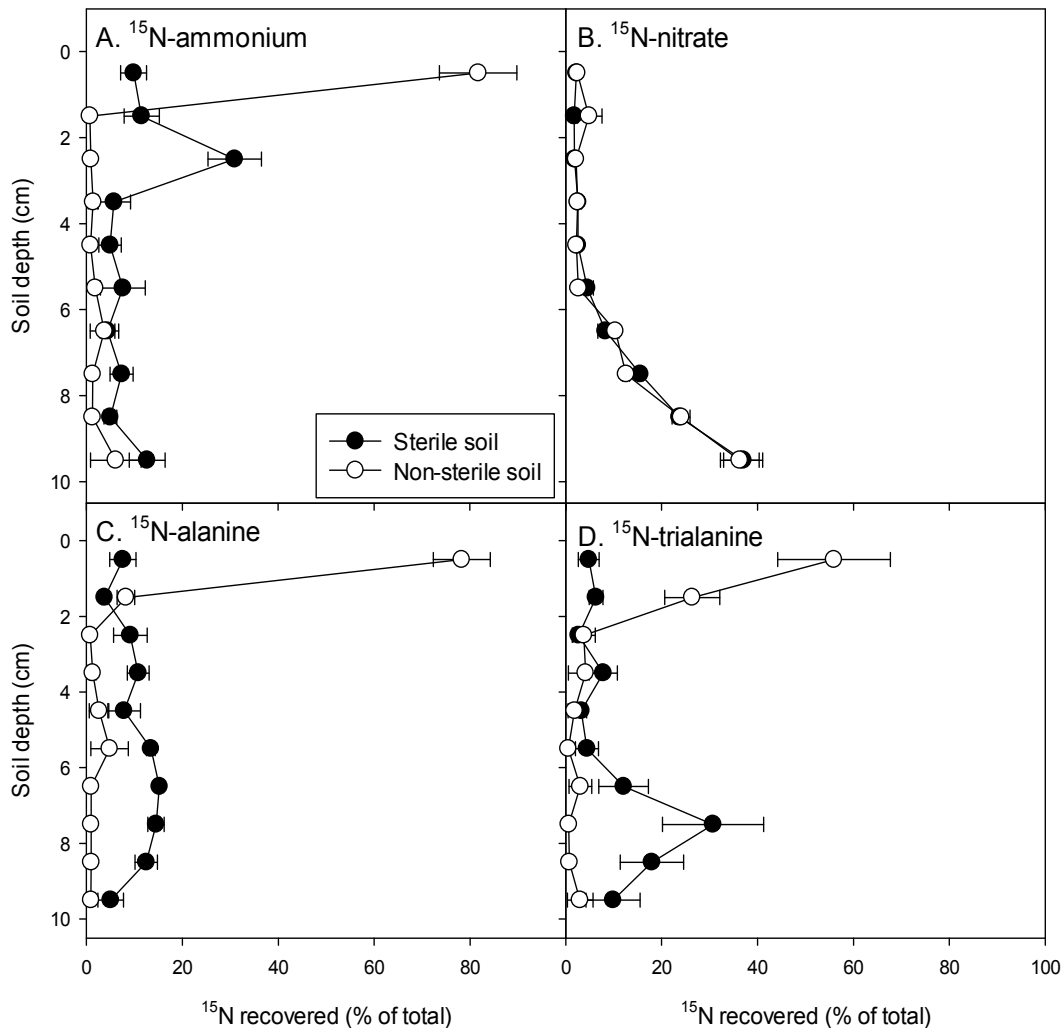 A. ¹⁵N-ammonium
B. ¹⁵N-nitrate
0
2
4
6
8
10
Soil depth (cm)
Sterile soil
Non-sterile soil
C. ¹⁵N-alanine
D. ¹⁵N-trialanine
0
2
4
6
8
10
Soil depth (cm)
0 20 40 60 80 0 20 40 60 80 100
¹⁵N recovered (% of total) ¹⁵N recovered (% of total)